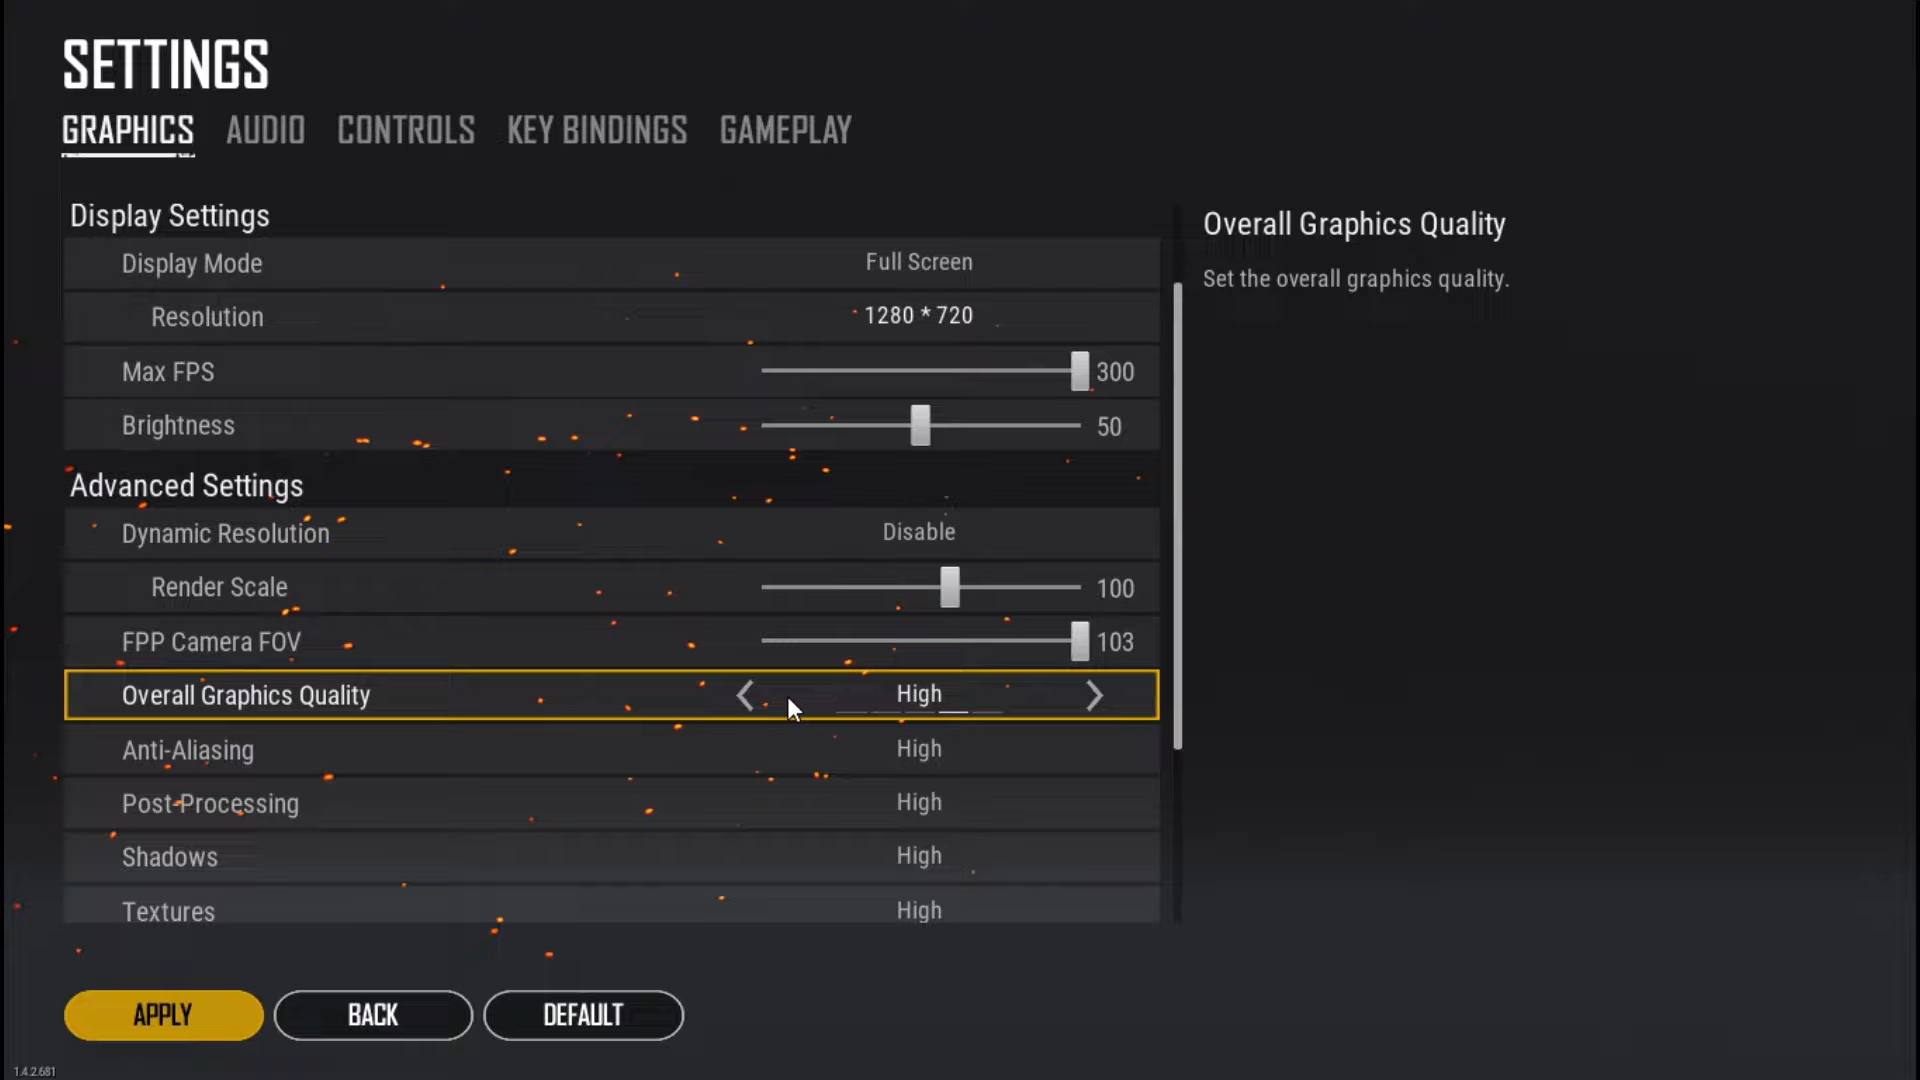 SETTINGS
GRAPHICS AUDIO CONTROLS KEY BINDINGS GAMEPLAY
Display Settings
Display Mode Full Screen
Resolution 1280 * 720
Max FPS 300
Brightness 50
Advanced Settings
Dynamic Resolution Disable
Render Scale 100
FPP Camera FOV 103
Overall Graphics Quality High
Anti-Aliasing High
Post-Processing High
Shadows High
Textures High
Overall Graphics Quality
Set the overall graphics quality.
APPLY BACK DEFAULT
1.4.2.681